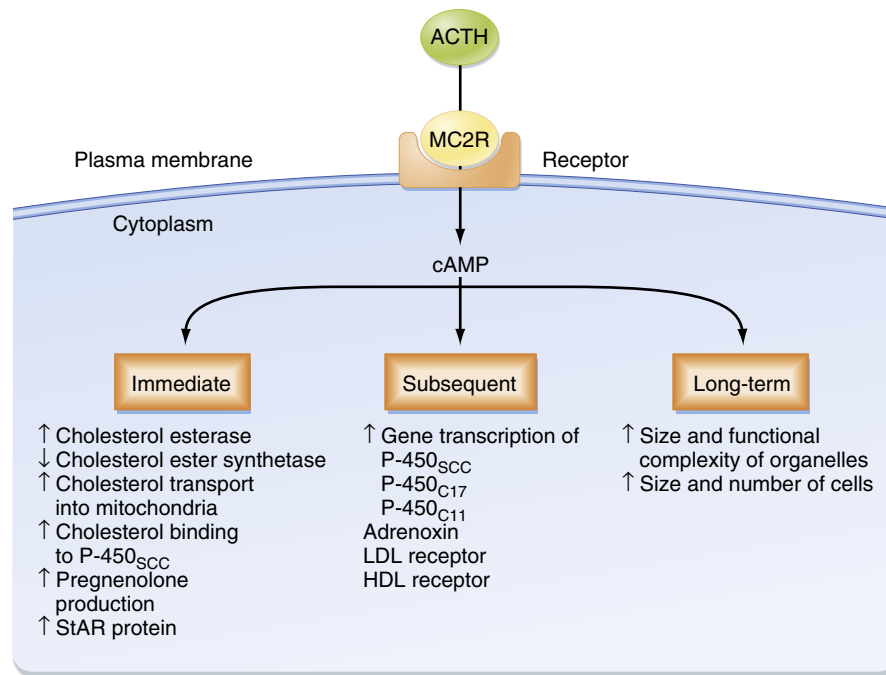 ACTH
MC2R
Plasma membrane
Receptor
Cytoplasm
cAMP
Immediate
↑ Cholesterol esterase
↓ Cholesterol ester synthetase
↑ Cholesterol transport
into mitochondria
↑ Cholesterol binding
to P-450SCC
↑ Pregnenolone
production
↑ StAR protein
Subsequent
↑ Gene transcription of
P-450SCC
P-450C17
P-450C11
Adrenoxin
LDL receptor
HDL receptor
Long-term
↑ Size and functional
complexity of organelles
↑ Size and number of cells